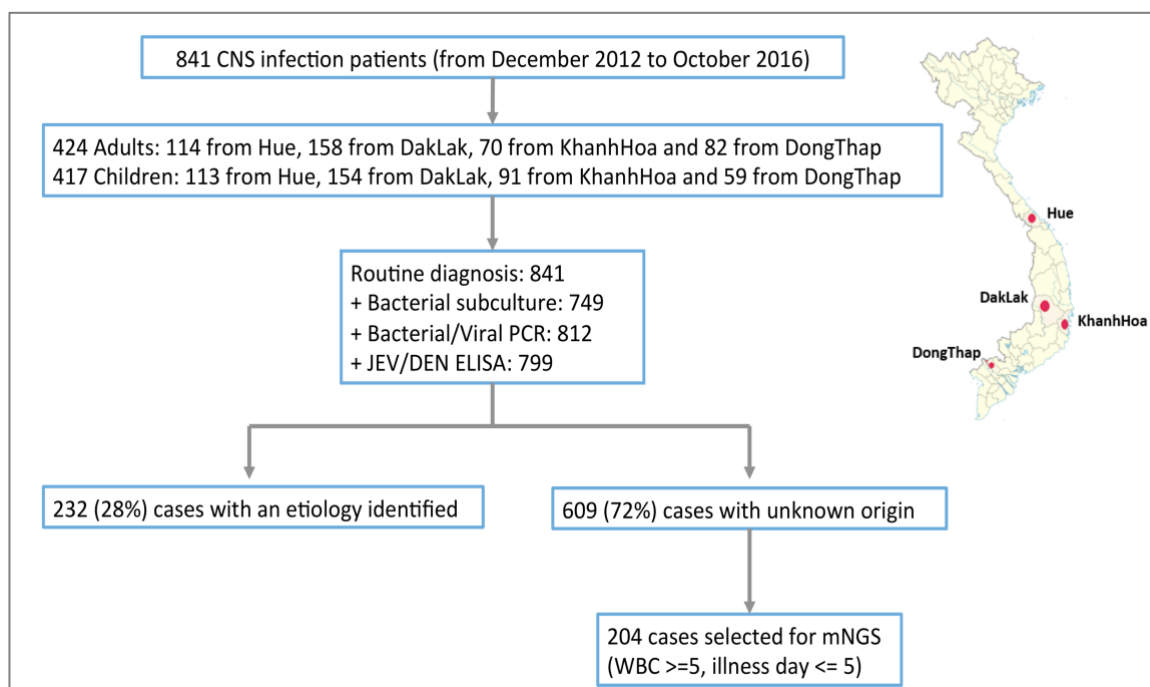 841 CNS infection patients (from December 2012 to October 2016)
424 Adults: 114 from Hue, 158 from DakLak, 70 from KhanhHoa and 82 from DongThap
417 Children: 113 from Hue, 154 from DakLak, 91 from KhanhHoa and 59 from DongThap
Routine diagnosis: 841
+ Bacterial subculture: 749
+ Bacterial/Viral PCR: 812
+ JEV/DEN ELISA: 799
232 (28%) cases with an etiology identified
609 (72%) cases with unknown origin
204 cases selected for mNGS
(WBC >=5, illness day <= 5)
Hue
DakLak
KhanhHoa
DongThap